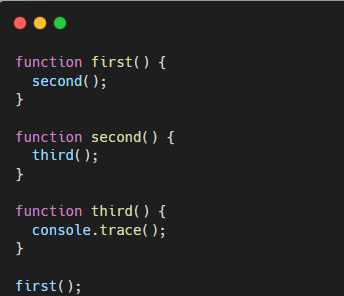 function first() {
  second();
}

function second() {
  third();
}

function third() {
  console.trace();
}

first();